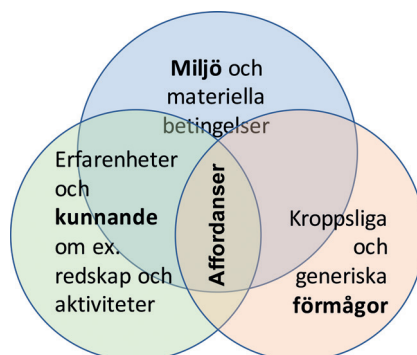 Miljö och
materiella
betingelser
Erfarenheter
och
kunnande
om ex.
redskap och
aktiviteter
Affordanser
Kroppsliga
och
generiska
förmågor